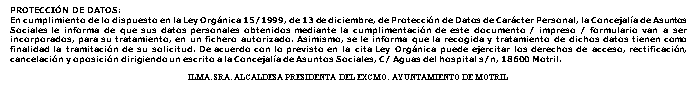 PROTECCIÓN DE DATOS:
En cumplimiento de lo dispuesto en la Ley Orgánica 15/1999, de 13 de diciembre, de Protección de Datos de Carácter Personal, la Concejalía de Asuntos
Sociales le informa de que sus datos personales obtenidos mediante la cumplimentación de este documento / impreso / formulario van a ser
incorporados, para su tratamiento, en un fichero autorizado. Asimismo, se le informa que la recogida y tratamiento de dichos datos tienen como
finalidad la tramitación de su solicitud. De acuerdo con lo previsto en la cita Ley Orgánica puede ejercitar los derechos de acceso, rectificación,
cancelación y oposición dirigiendo un escrito a la Concejalía de Asuntos Sociales, C/ Aguas del hospital s/n, 18600 Motril.
ILMA.SRA. ALCALDESA PRESIDENTA DEL EXCMO. AYUNTAMIENTO DE MOTRIL